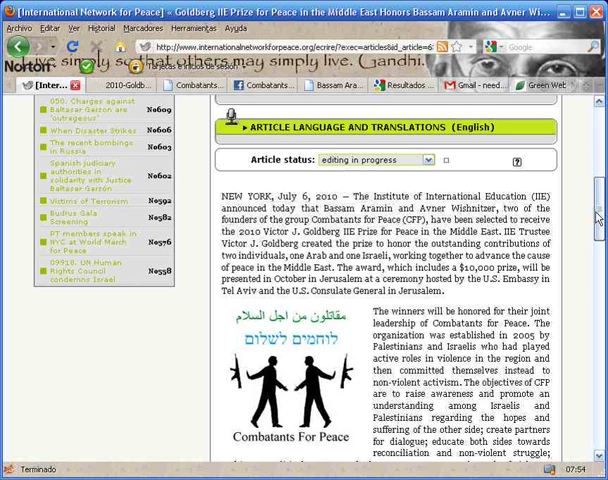 [International Network for Peace] « Goldberg IIE Prize for Peace in the Middle East Honors Bassam Aramin and Avner Wi...
Archivo Editar Ver Historial Marcadores Herramientas Ayuda
http://www.internationalnetworkforpeace.org/ecrire/?exec=articles&id_article=6
Google
Live simply so that others may simply live. Gandhi.
Norton Tarjetas e inicios de sesión
[Inter... 2010-Goldb... Combatants... Combatants... Bassam Ara... Resultados ... Gmail - need... Green Web
050. Charges against
Baltasar Garzon are
'outrageous' No609
When Disaster Strikes No606
The recent bombings
in Russia No603
Spanish judiciary
authorities in
solidarity with Justice
Baltasar Garzón No602
Victims of Terrorism No592
Budrus Gala
Screening No582
PT members speak in
NYC at World March
for Peace No576
09918. UN Human
Rights Council
condemns Israel No558
ARTICLE LANGUAGE AND TRANSLATIONS (English)
Article status: editing in progress ?
NEW YORK, July 6, 2010 — The Institute of International Education (IIE)
announced today that Bassam Aramin and Avner Wishnitzer, two of the
founders of the group Combatants for Peace (CFP), have been selected to receive
the 2010 Victor J. Goldberg IIE Prize for Peace in the Middle East. IIE Trustee
Victor J. Goldberg created the prize to honor the outstanding contributions of
two individuals, one Arab and one Israeli, working together to advance the cause
of peace in the Middle East. The award, which includes a $10,000 prize, will be
presented in October in Jerusalem at a ceremony hosted by the U.S. Embassy in
Tel Aviv and the U.S. Consulate General in Jerusalem.
مقاتلون من اجل السلام
לוחמים לשלום
Combatants For Peace
The winners will be honored for their joint
leadership of Combatants for Peace. The
organization was established in 2005 by
Palestinians and Israelis who had played
active roles in violence in the region and
then committed themselves instead to
non-violent activism. The objectives of CFP
are to raise awareness and promote an
understanding among Israelis and
Palestinians regarding the hopes and
suffering of the other side; create partners
for dialogue; educate both sides towards
reconciliation and non-violent struggle;
Terminado 07:54